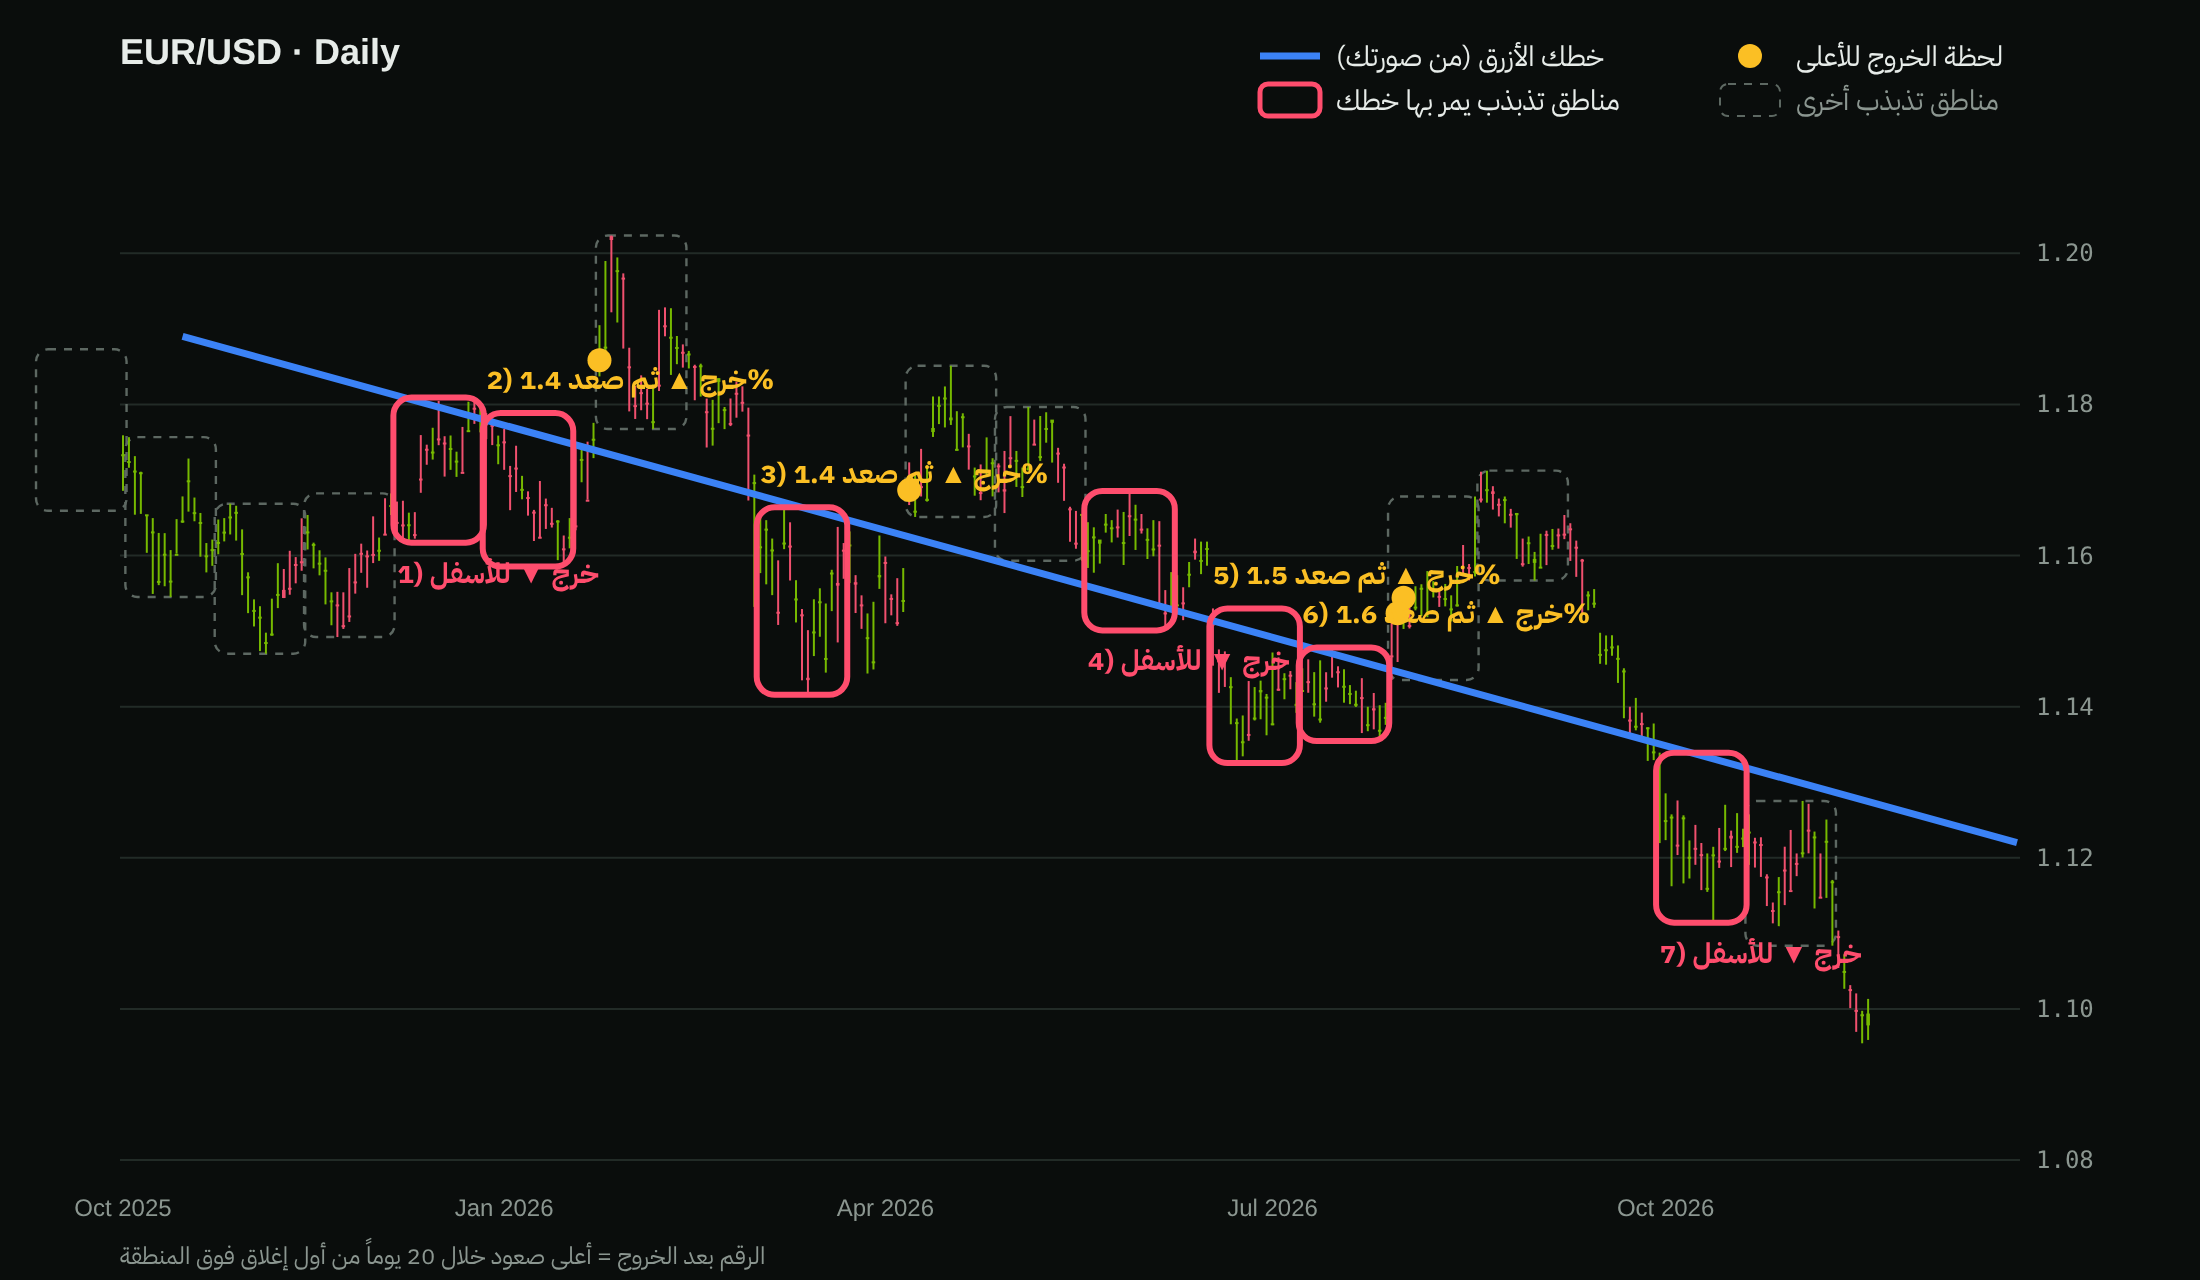 EUR/USD · Daily
خطك الأزرق (من صورتك)
لحظة الخروج للأعلى
مناطق تذبذب يمر بها خطك
مناطق تذبذب أخرى
1.20
2) خرج ▲ ثم صعد 1.4%
1.18
3) خرج ▲ ثم صعد 1.4%
1.16
1) خرج ▼ للأسفل
5) خرج ▲ ثم صعد 1.5%
6) خرج ▲ ثم صعد 1.6%
4) خرج ▼ للأسفل
1.14
1.12
7) خرج ▼ للأسفل
1.10
1.08
Oct 2025
Jan 2026
Apr 2026
Jul 2026
Oct 2026
الرقم بعد الخروج = أعلى صعود خلال 20 يوماً من أول إغلاق فوق المنطقة